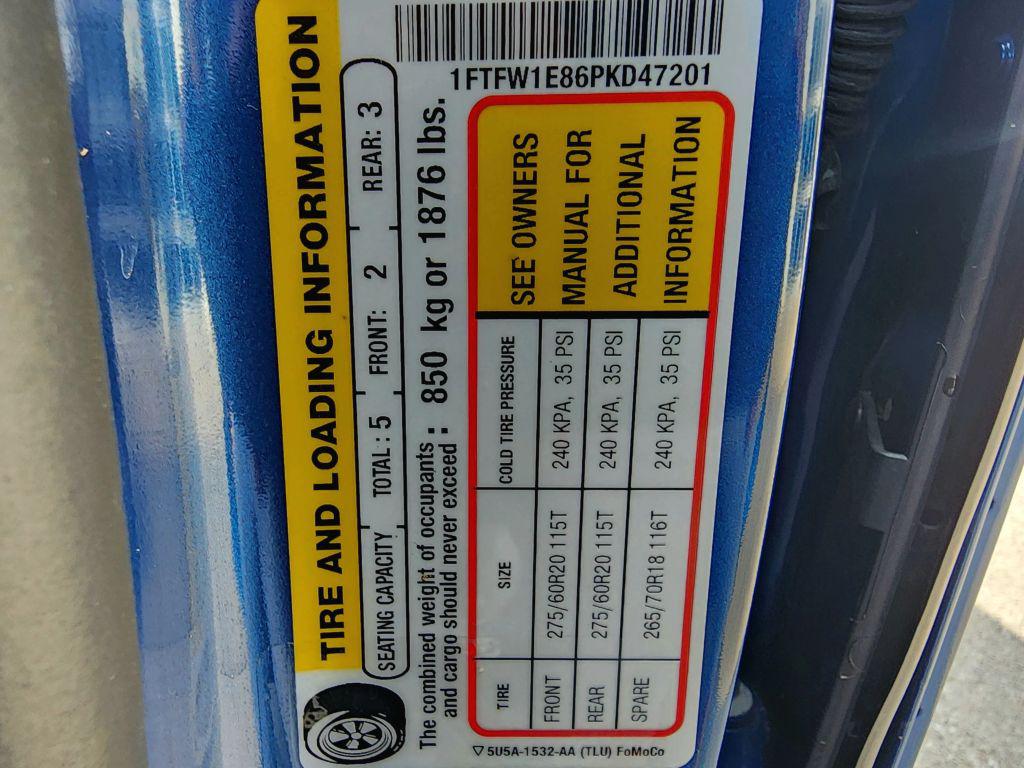 1FTFW1E86PKD47201
TIRE AND LOADING INFORMATION
SEATING CAPACITY TOTAL : 5 FRONT: 2 REAR: 3
The combined weight of occupants
and cargo should never exceed : 850 kg or 1876 lbs.
TIRE SIZE COLD TIRE PRESSURE
FRONT 275/60R20 115T 240 KPA, 35 PSI
REAR 275/60R20 115T 240 KPA, 35 PSI
SPARE 265/70R18 116T 240 KPA, 35 PSI
SEE OWNERS
MANUAL FOR
ADDITIONAL
INFORMATION
5U5A-1532-AA (TLU) FoMoCo